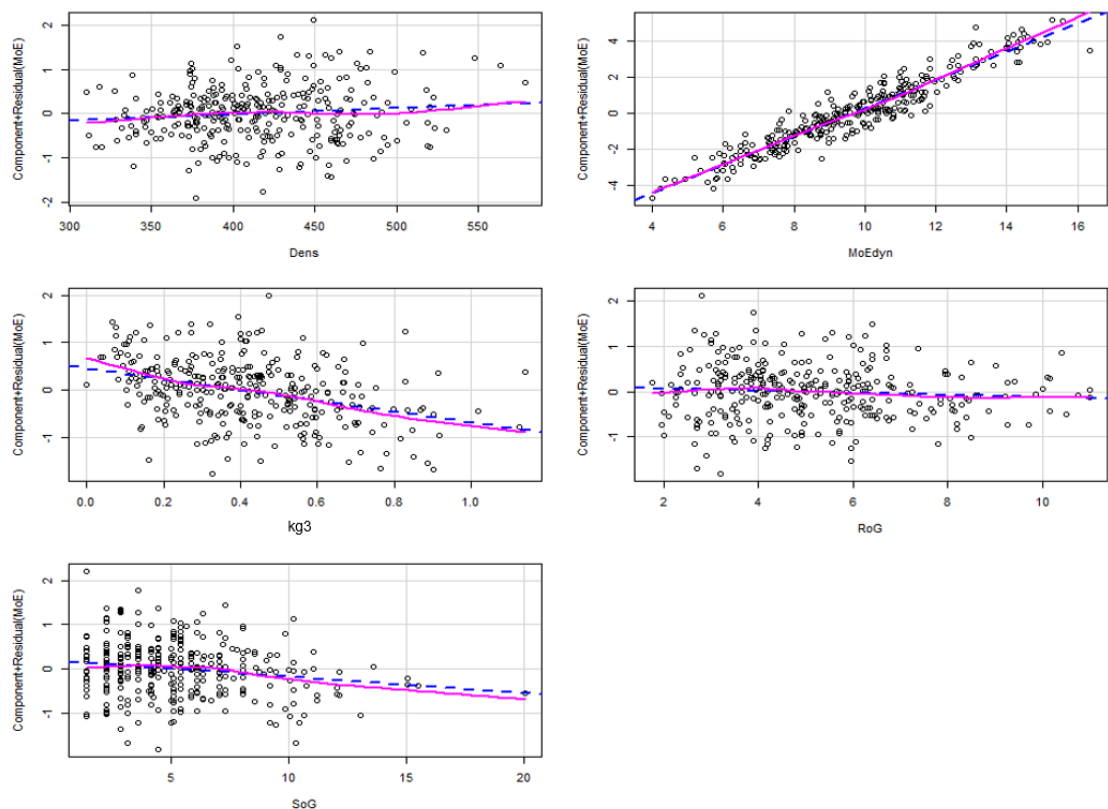 Component+Residual(MoE)
2
1
0
-1
-2
300 350 400 450 500 550
Dens
Component+Residual(MoE)
4
2
0
-2
-4
4 6 8 10 12 14 16
MoEdyn
Component+Residual(MoE)
2
1
0
-1
0.0 0.2 0.4 0.6 0.8 1.0
kg3
Component+Residual(MoE)
2
1
0
-1
2 4 6 8 10
RoG
Component+Residual(MoE)
2
1
0
-1
5 10 15 20
SoG